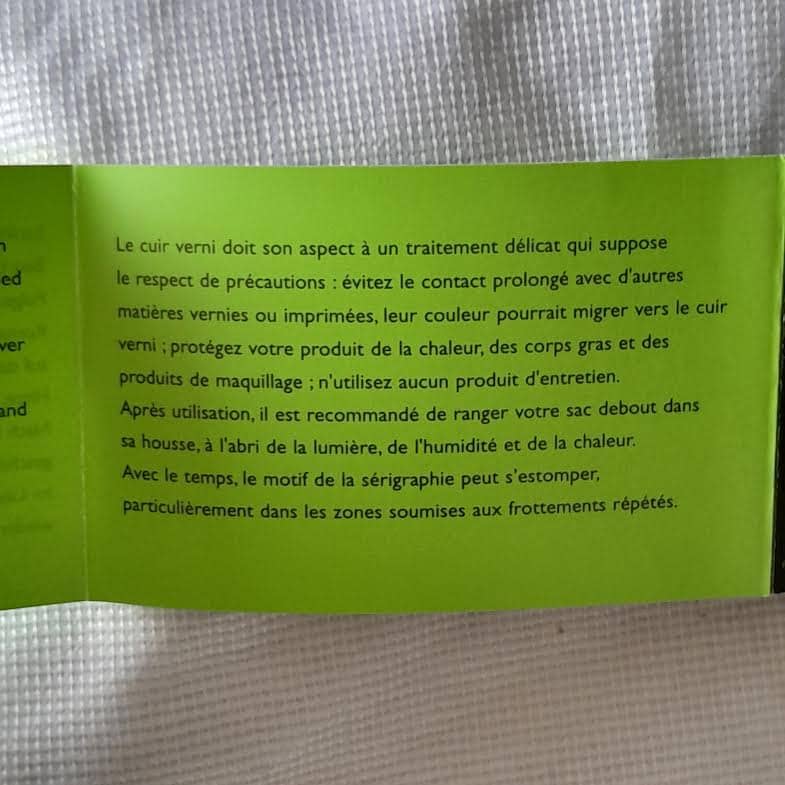 Le cuir verni doit son aspect à un traitement délicat qui suppose
le respect de précautions : évitez le contact prolongé avec d'autres
matières vernies ou imprimées, leur couleur pourrait migrer vers le cuir
verni ; protégez votre produit de la chaleur, des corps gras et des
produits de maquillage ; n'utilisez aucun produit d'entretien.
Après utilisation, il est recommandé de ranger votre sac debout dans
sa housse, à l'abri de la lumière, de l'humidité et de la chaleur.
Avec le temps, le motif de la sérigraphie peut s'estomper,
particulièrement dans les zones soumises aux frottements répétés.